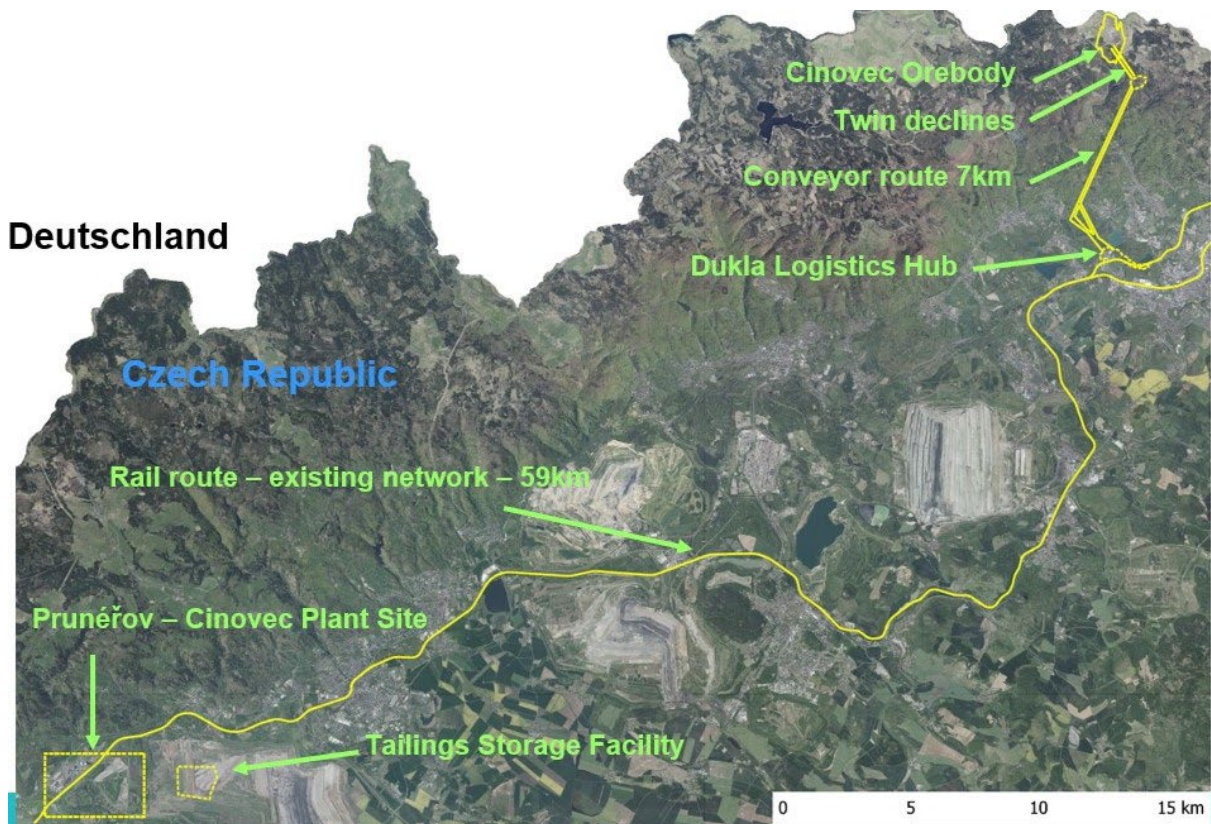 Cinovec Orebody
Twin declines
Conveyor route 7km
Deutschland
Dukla Logistics Hub
Czech Republic
Rail route – existing network – 59km
Prunéřov – Cinovec Plant Site
Tailings Storage Facility
0 5 10 15 km